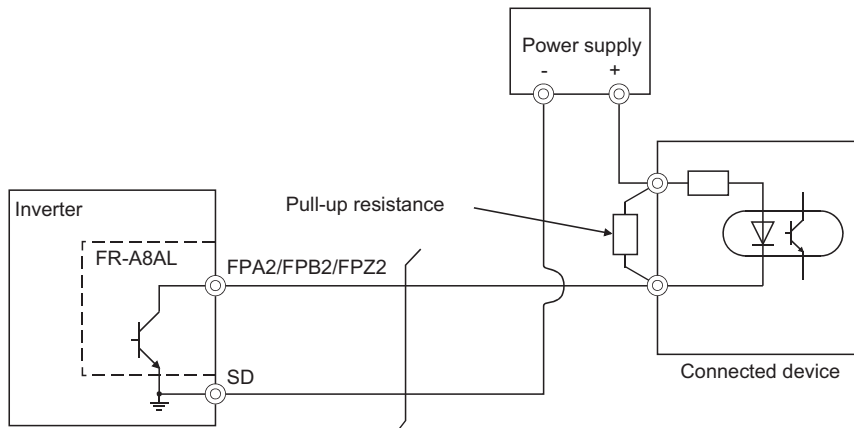 Power supply
- +
Inverter
Pull-up resistance
FR-A8AL
FPA2/FPB2/FPZ2
SD
Connected device